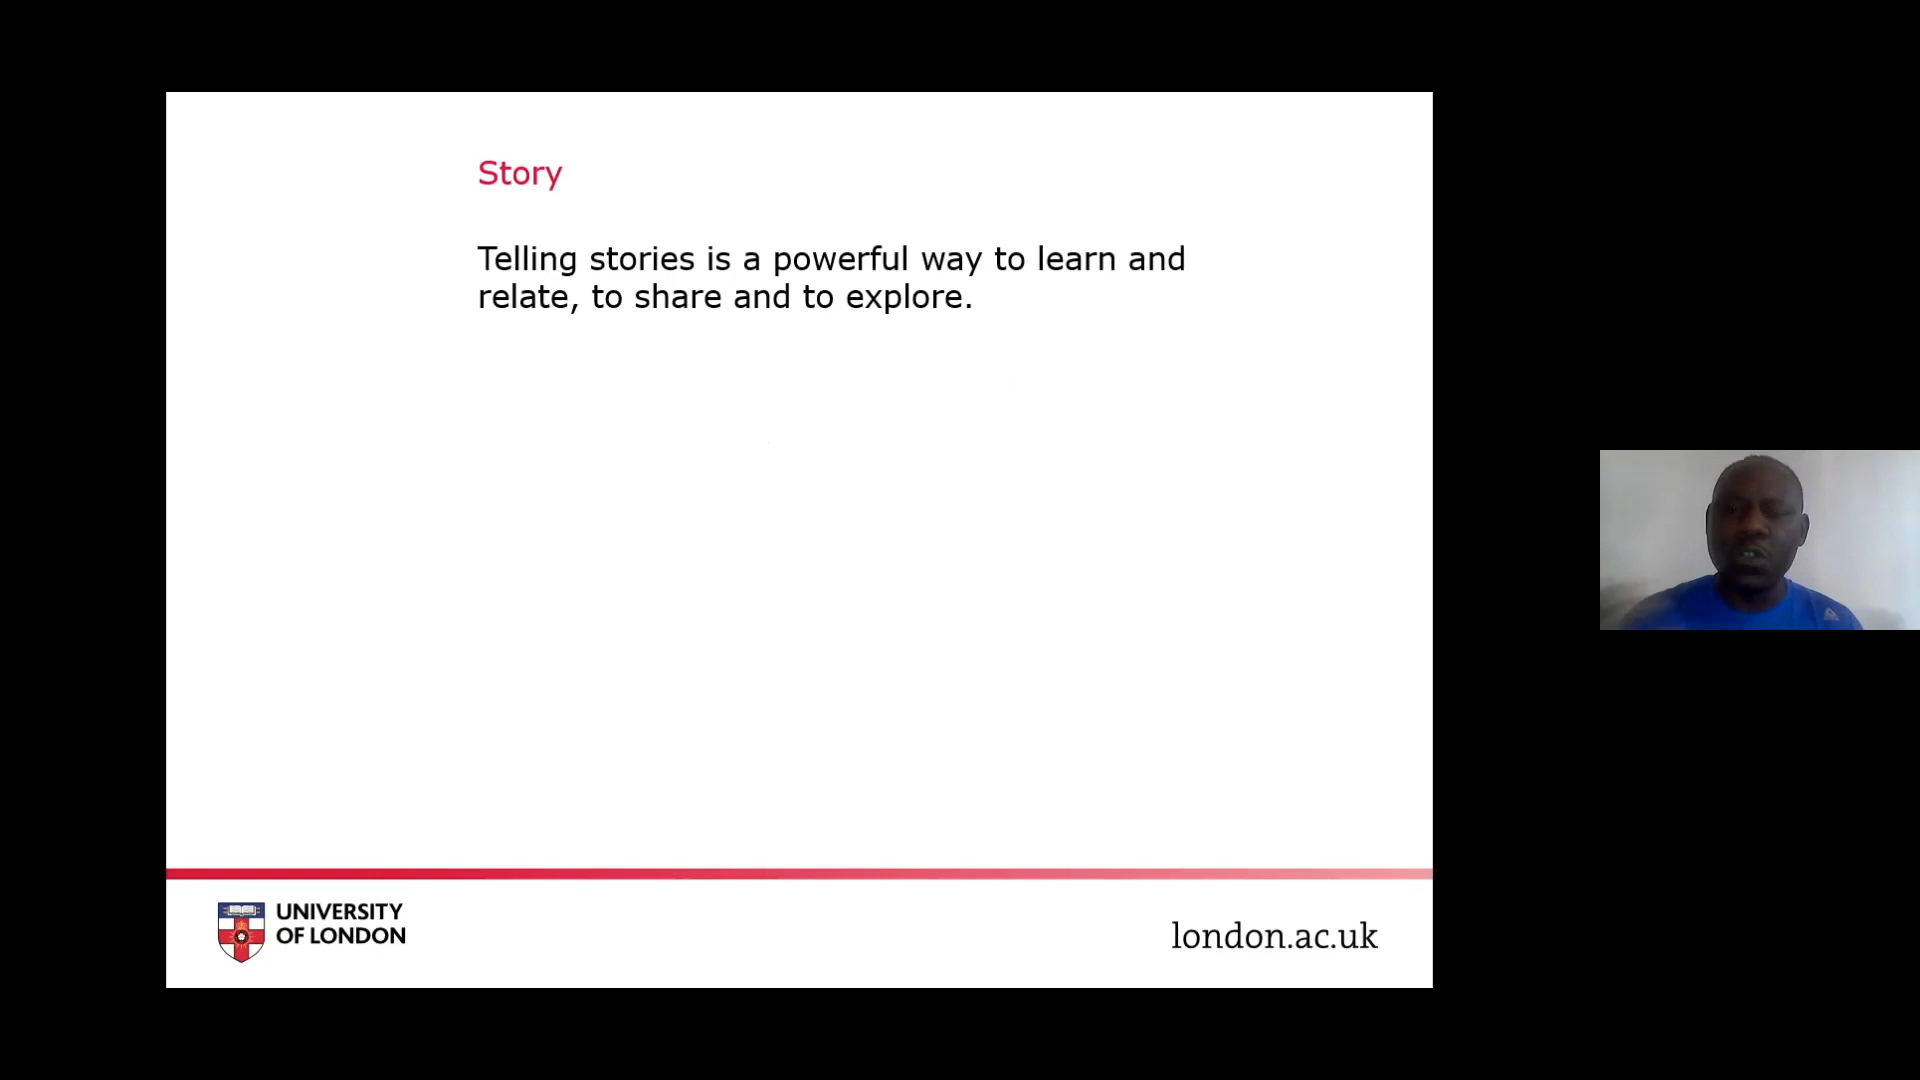 Story
Telling stories is a powerful way to learn and
relate, to share and to explore.
UNIVERSITY
OF LONDON
london.ac.uk